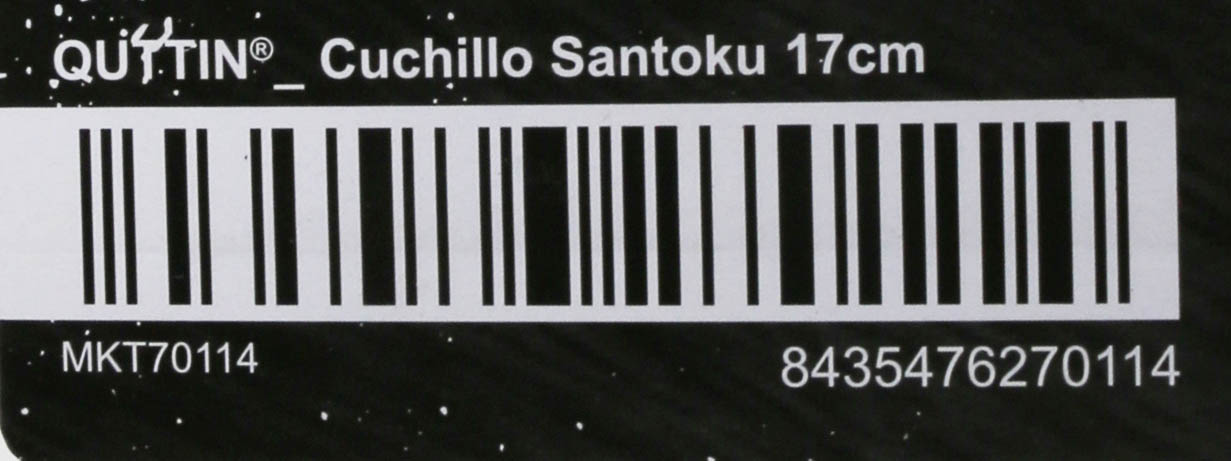 QUTTIN®_ Cuchillo Santoku 17cm
MKT70114
8435476270114